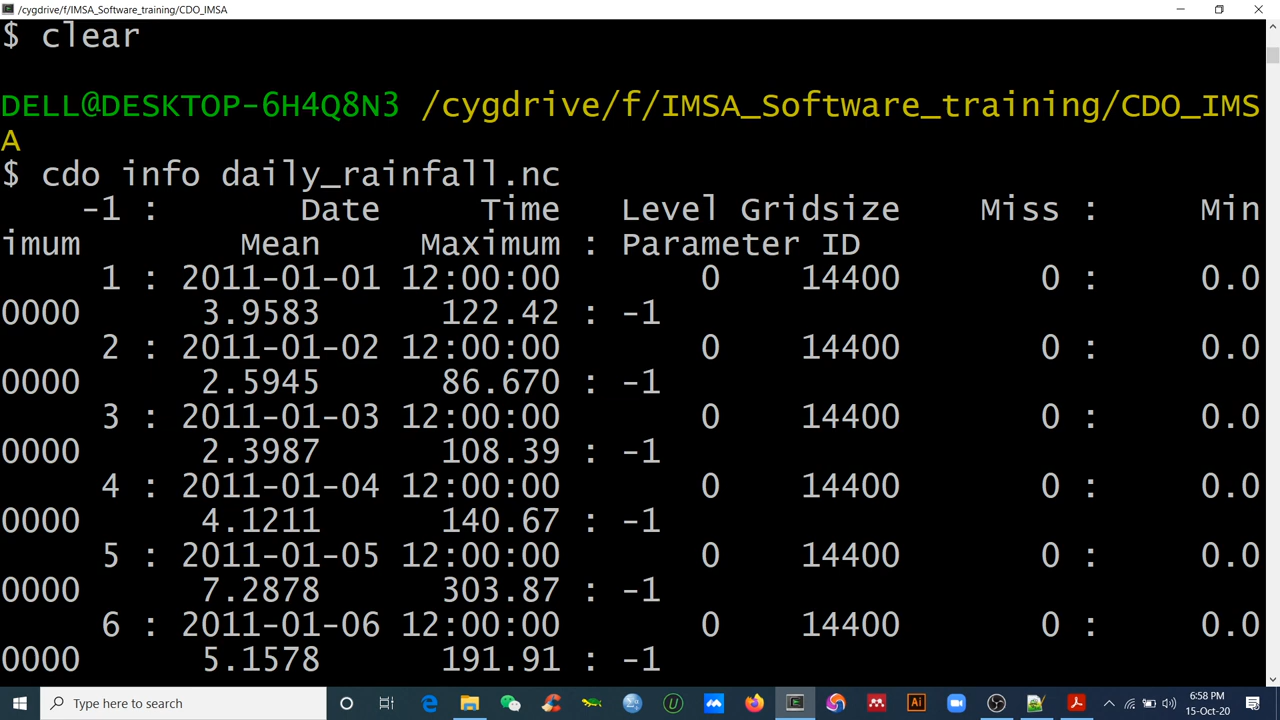 /cygdrive/f/IMSA_Software_training/CDO_IMSA
$ clear
DELL@DESKTOP-6H4Q8N3 /cygdrive/f/IMSA_Software_training/CDO_IMS
A
$ cdo info daily_rainfall.nc
-1 : Date Time Level Gridsize Miss : Min
imum Mean Maximum : Parameter ID
1 : 2011-01-01 12:00:00 0 14400 0 : 0.0
0000 3.9583 122.42 : -1
2 : 2011-01-02 12:00:00 0 14400 0 : 0.0
0000 2.5945 86.670 : -1
3 : 2011-01-03 12:00:00 0 14400 0 : 0.0
0000 2.3987 108.39 : -1
4 : 2011-01-04 12:00:00 0 14400 0 : 0.0
0000 4.1211 140.67 : -1
5 : 2011-01-05 12:00:00 0 14400 0 : 0.0
0000 7.2878 303.87 : -1
6 : 2011-01-06 12:00:00 0 14400 0 : 0.0
0000 5.1578 191.91 : -1
Type here to search
Ai
6:58 PM
15-Oct-20